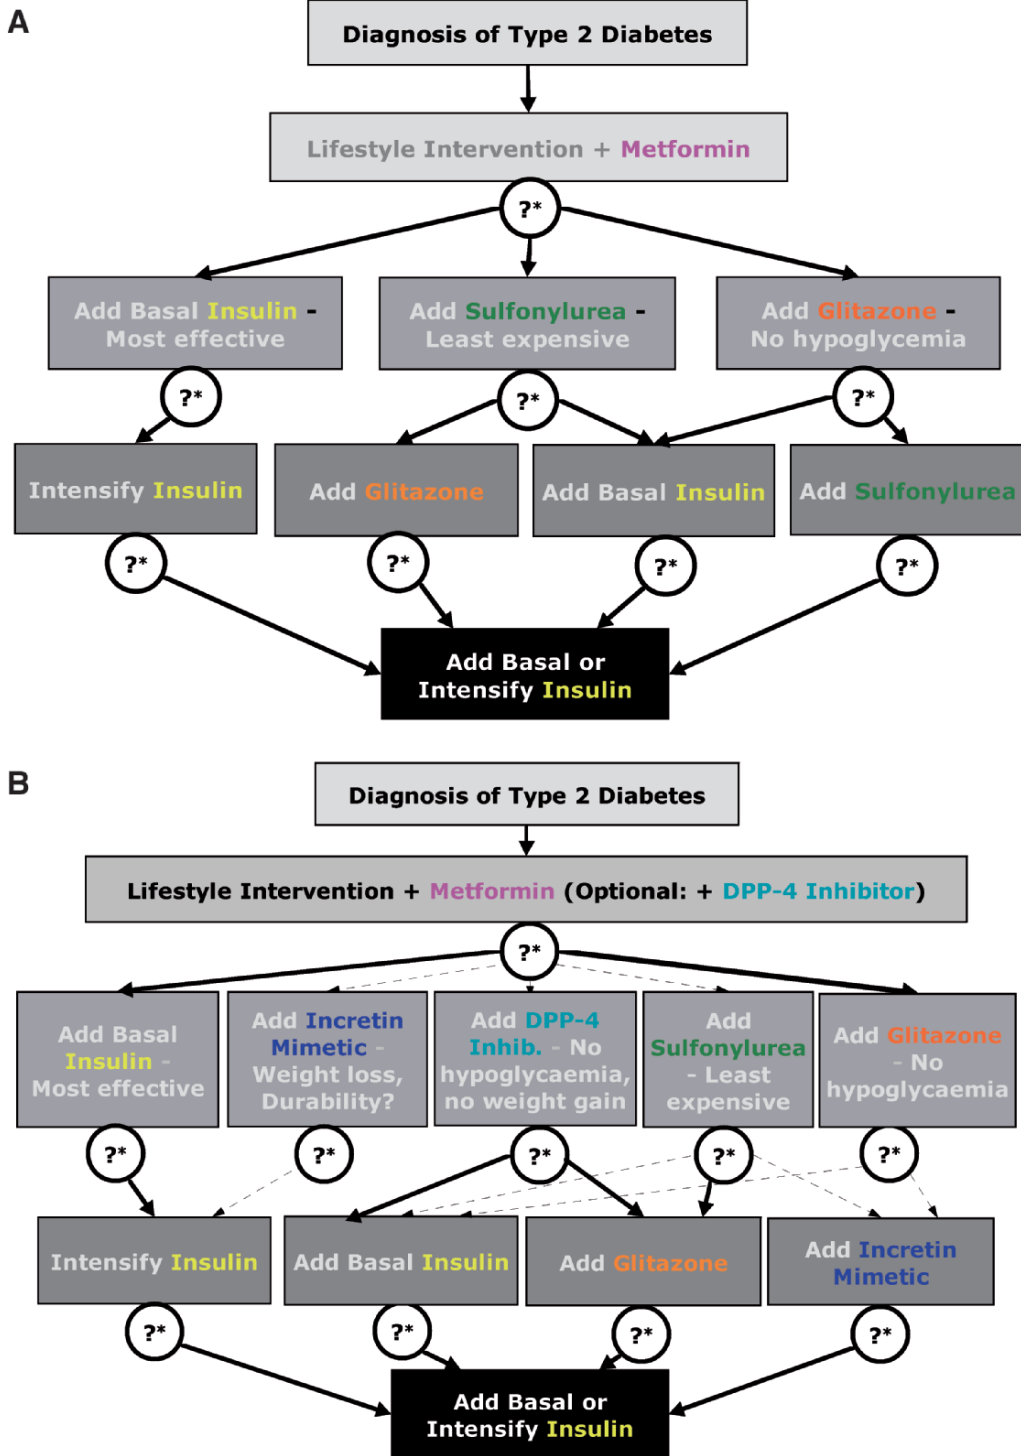 A
Diagnosis of Type 2 Diabetes
Lifestyle Intervention + Metformin
?*
Add Basal Insulin -
Most effective
Add Sulfonylurea -
Least expensive
Add Glitazone -
No hypoglycemia
?*
?*
?*
Intensify Insulin
Add Glitazone
Add Basal Insulin
Add Sulfonylurea
?*
?*
?*
?*
Add Basal or
Intensify Insulin
B
Diagnosis of Type 2 Diabetes
Lifestyle Intervention + Metformin (Optional: + DPP-4 Inhibitor)
?*
Add Basal
Insulin -
Most effective
Add Incretin
Mimetic -
Weight loss,
Durability?
Add DPP-4
Inhib. - No
hypoglycaemia,
no weight gain
Add
Sulfonylurea
- Least
expensive
Add Glitazone
- No
hypoglycaemia
?*
?*
?*
?*
?*
Intensify Insulin
Add Basal Insulin
Add Glitazone
Add Incretin
Mimetic
?*
?*
?*
?*
Add Basal or
Intensify Insulin